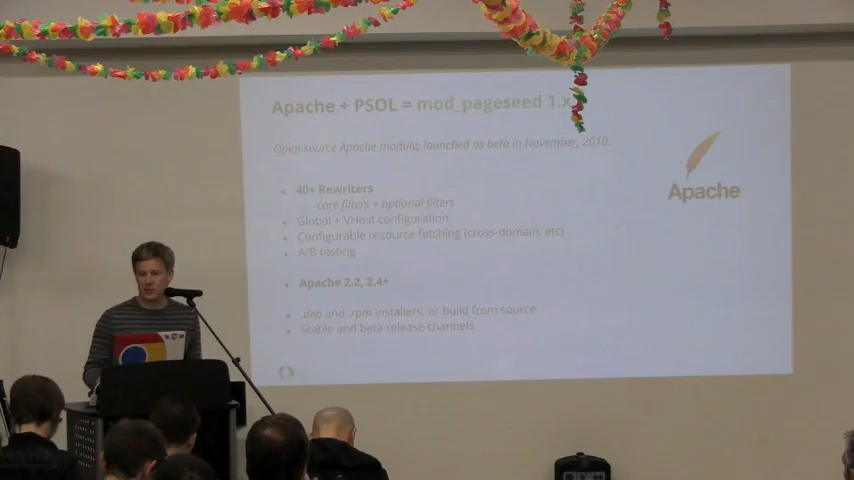 Apache + PSOL = mod_pageseed 1.x
Open source Apache module, launched as beta in November, 2010.
40+ Rewriters
core filters + optional filters
Global + VHost configuration
Configurable resource fetching (cross-domain, etc)
A/B testing
Apache 2.2, 2.4+
.deb and .rpm installers, or build from source
Stable and beta release channels
Apache